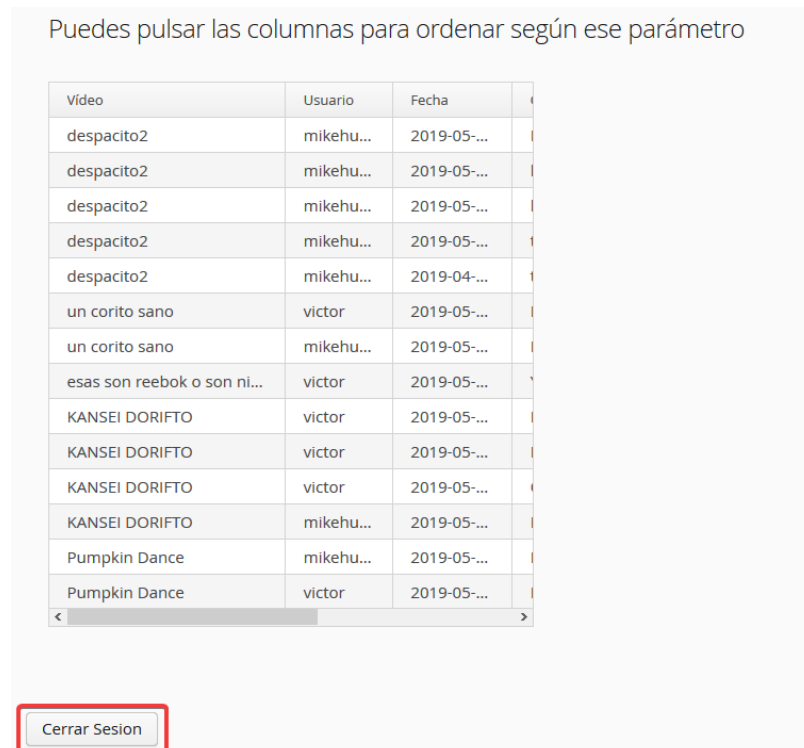 Puedes pulsar las columnas para ordenar según ese parámetro
Vídeo Usuario Fecha
despacito2 mikehu... 2019-05-...
despacito2 mikehu... 2019-05-...
despacito2 mikehu... 2019-05-...
despacito2 mikehu... 2019-05-...
despacito2 mikehu... 2019-04-...
un corito sano victor 2019-05-...
un corito sano mikehu... 2019-05-...
esas son reebok o son ni... victor 2019-05-...
KANSEI DORIFTO victor 2019-05-...
KANSEI DORIFTO victor 2019-05-...
KANSEI DORIFTO victor 2019-05-...
KANSEI DORIFTO mikehu... 2019-05-...
Pumpkin Dance mikehu... 2019-05-...
Pumpkin Dance victor 2019-05-...
Cerrar Sesion